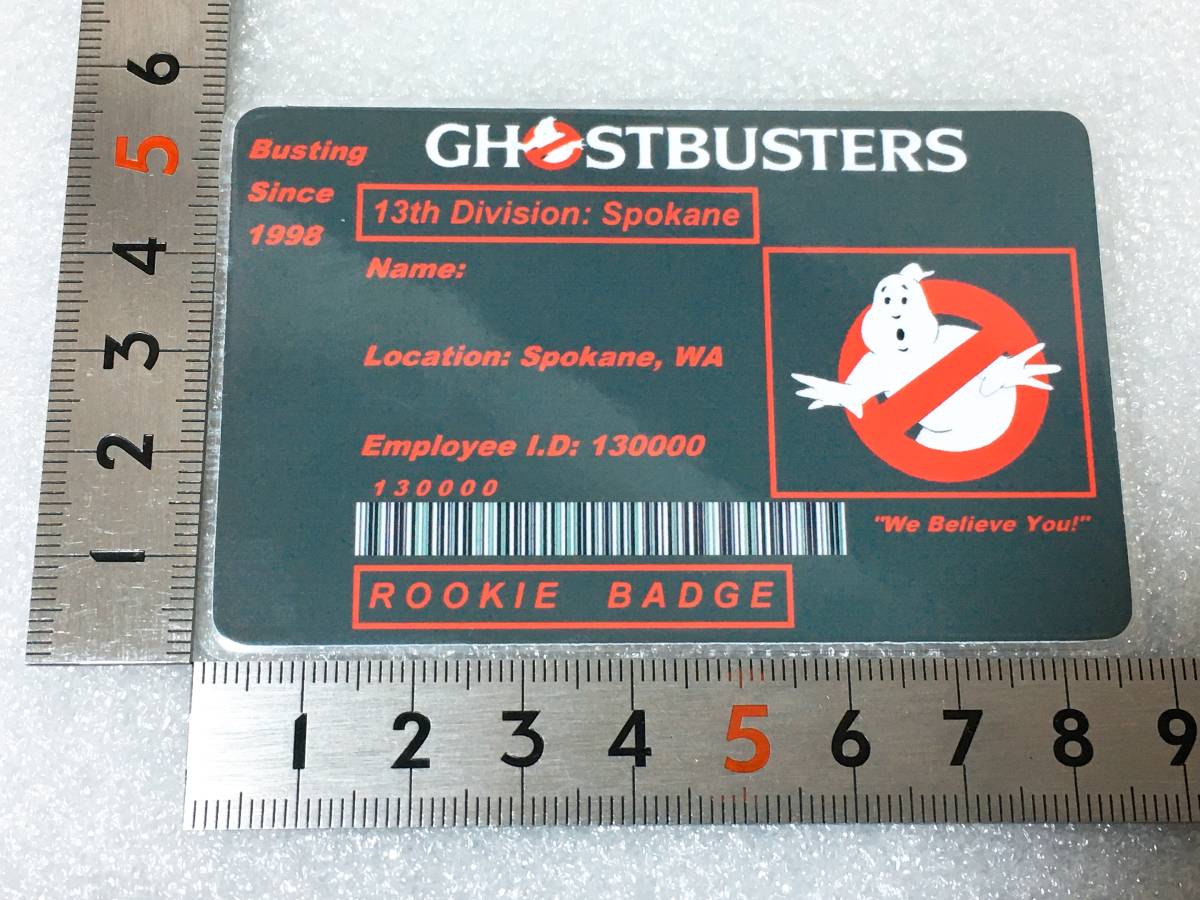 GHOSTBUSTERS
Busting
Since
1998
13th Division: Spokane
Name:
Location: Spokane, WA
Employee I.D: 130000
130000
"We Believe You!"
ROOKIE BADGE
6
5
4
3
2
1
1 2 3 4 5 6 7 8 9